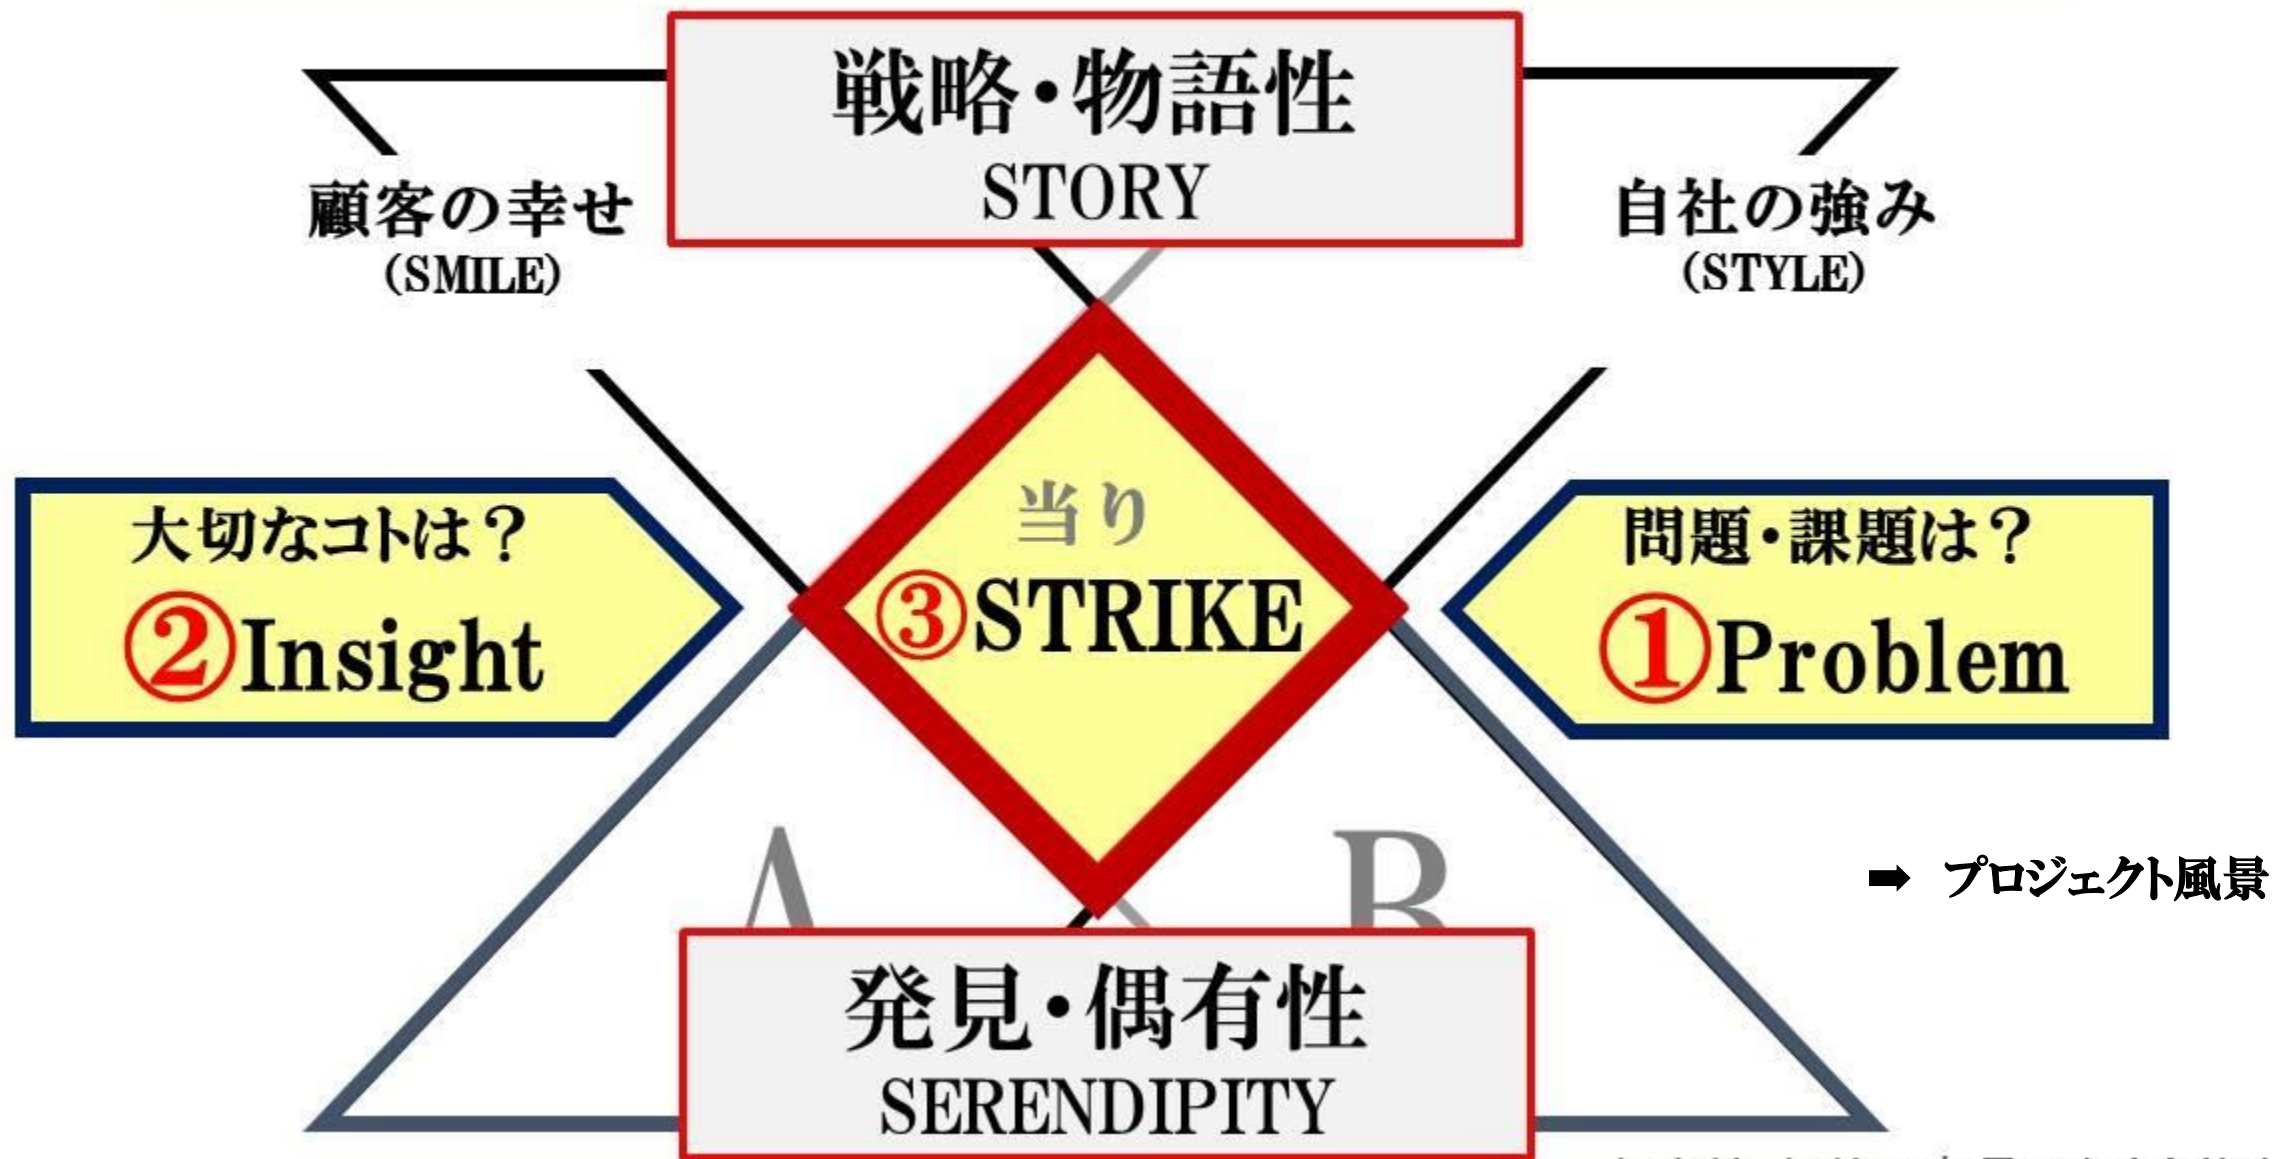 戦略・物語性
STORY
顧客の幸せ
(SMILE)
自社の強み
(STYLE)
大切なコトは？
②Insight
当り
③STRIKE
問題・課題は？
①Problem
A
B
➡ プロジェクト風景
発見・偶有性
SERENDIPITY